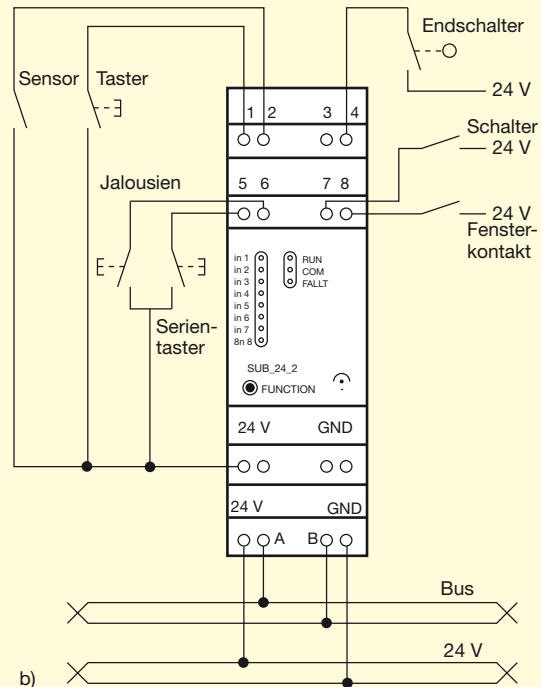 Endschalter
Sensor Taster
24 V
1 2 3 4
Schalter
24 V
Jalousien
5 6 7 8
24 V
Fenster-
kontakt
in 1
in 2
in 3
in 4
in 5
in 6
in 7
8n 8
RUN
COM
FALLT
Serien-
taster
SUB_24_2
FUNCTION
24 V GND
24 V GND
A B
Bus
24 V
b)